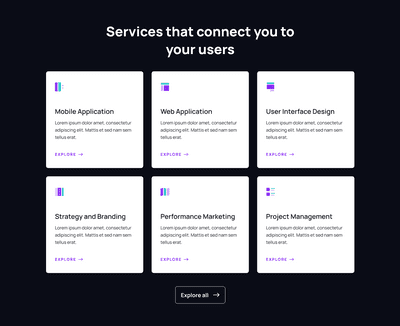 Services that connect you to
your users
Mobile Application
Lorem ipsum dolor amet, consectetur
adipiscing elit. Mattis et sed nam sem
tellus erat.
EXPLORE
Web Application
Lorem ipsum dolor amet, consectetur
adipiscing elit. Mattis et sed nam sem
tellus erat.
EXPLORE
User Interface Design
Lorem ipsum dolor amet, consectetur
adipiscing elit. Mattis et sed nam sem
tellus erat.
EXPLORE
Strategy and Branding
Lorem ipsum dolor amet, consectetur
adipiscing elit. Mattis et sed nam sem
tellus erat.
EXPLORE
Performance Marketing
Lorem ipsum dolor amet, consectetur
adipiscing elit. Mattis et sed nam sem
tellus erat.
EXPLORE
Project Management
Lorem ipsum dolor amet, consectetur
adipiscing elit. Mattis et sed nam sem
tellus erat.
EXPLORE
Explore all